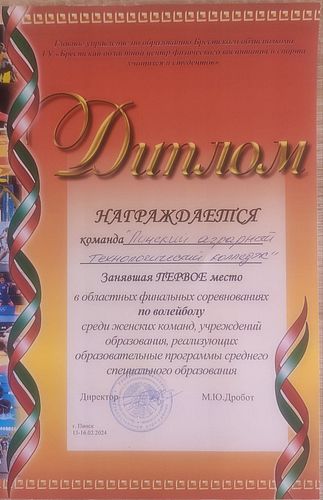 Главное управление по образованию Брестского облисполкома
ГУ «Брестский областной центр физического воспитания и спорта
учащихся и студентов»
Диплом
НАГРАЖДАЕТСЯ
команда "Пинский аграрный
технологический колледж"
Занявшая ПЕРВОЕ место
в областных финальных соревнованиях
по волейболу
среди женских команд, учреждений
образования, реализующих
образовательные программы среднего
специального образования
Директор М.Ю.Дробот
г. Пинск
13-16.02.2024